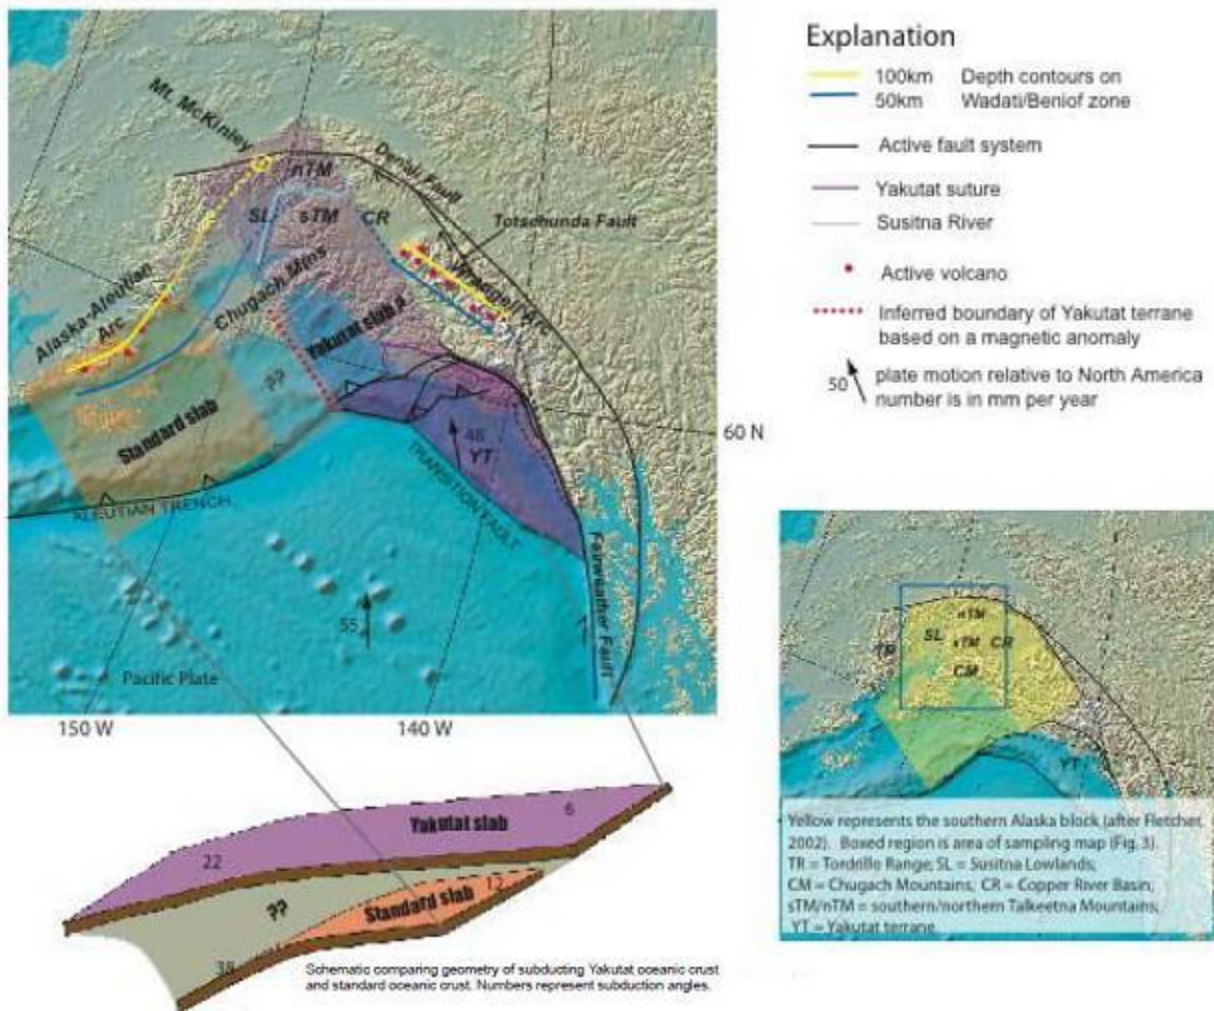 Mt. McKinley
nTM
Denali Fault
SL
sTM
CR
Totschunda Fault
Alaska-Aleutian
Arc
Chugach Mtns
Wrangell Arc
Yakutat slab
??
Standard slab
48
YT
ALEUTIAN TRENCH
TRANSITION FAULT
Fairweather Fault
55
Pacific Plate
60 N
150 W
140 W
Explanation
100km Depth contours on
50km Wadati/Beniof zone
Active fault system
Yakutat suture
Susitna River
Active volcano
Inferred boundary of Yakutat terrane
based on a magnetic anomaly
50 plate motion relative to North America
number is in mm per year
Yakutat slab
6
22
??
12
Standard slab
38
Schematic comparing geometry of subducting Yakutat oceanic crust
and standard oceanic crust. Numbers represent subduction angles.
nTM
SL
TR
sTM
CR
CM
YT
Yellow represents the southern Alaska block (after Fletcher,
2002). Boxed region is area of sampling map (Fig. 3).
TR = Tordrillo Range; SL = Susitna Lowlands;
CM = Chugach Mountains, CR = Copper River Basin;
sTM/nTM = southern/northern Talkeetna Mountains;
YT = Yakutat terrane.